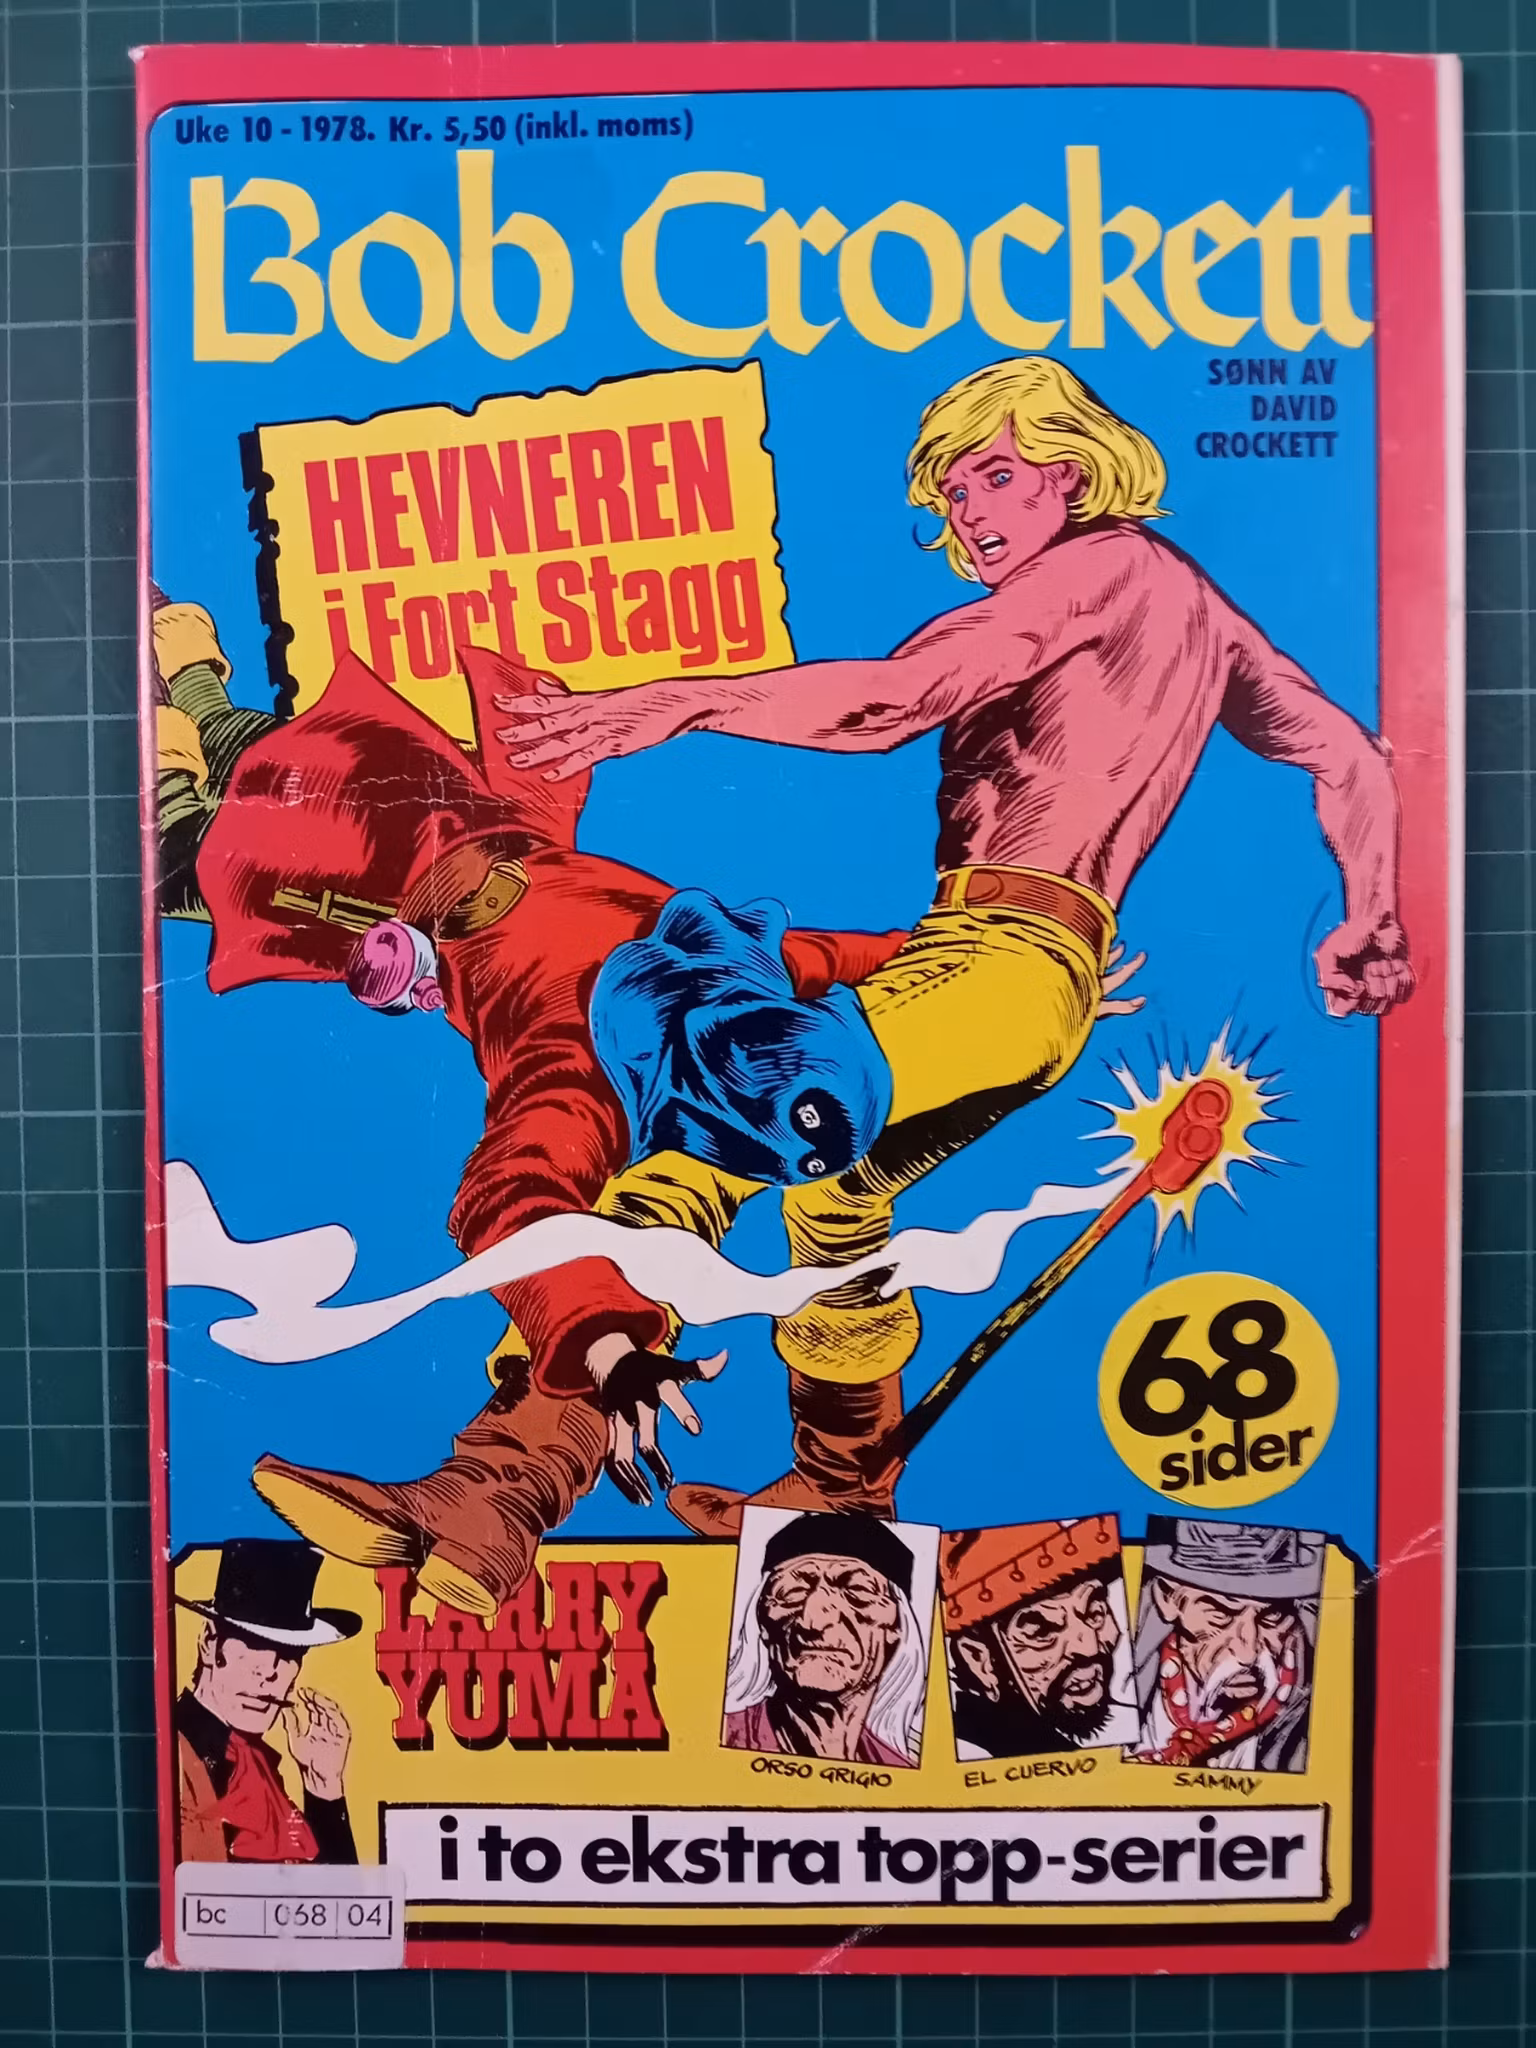 Uke 10 - 1978. Kr. 5,50 (inkl. moms)
Bob Crockett
SØNN AV
DAVID
CROCKETT
HEVNEREN
i Fort Stagg
68
sider
LARRY
YUMA
ORSO GRIGIO
EL CUERVO
SAMMY
i to ekstra topp-serier
bc 068 04